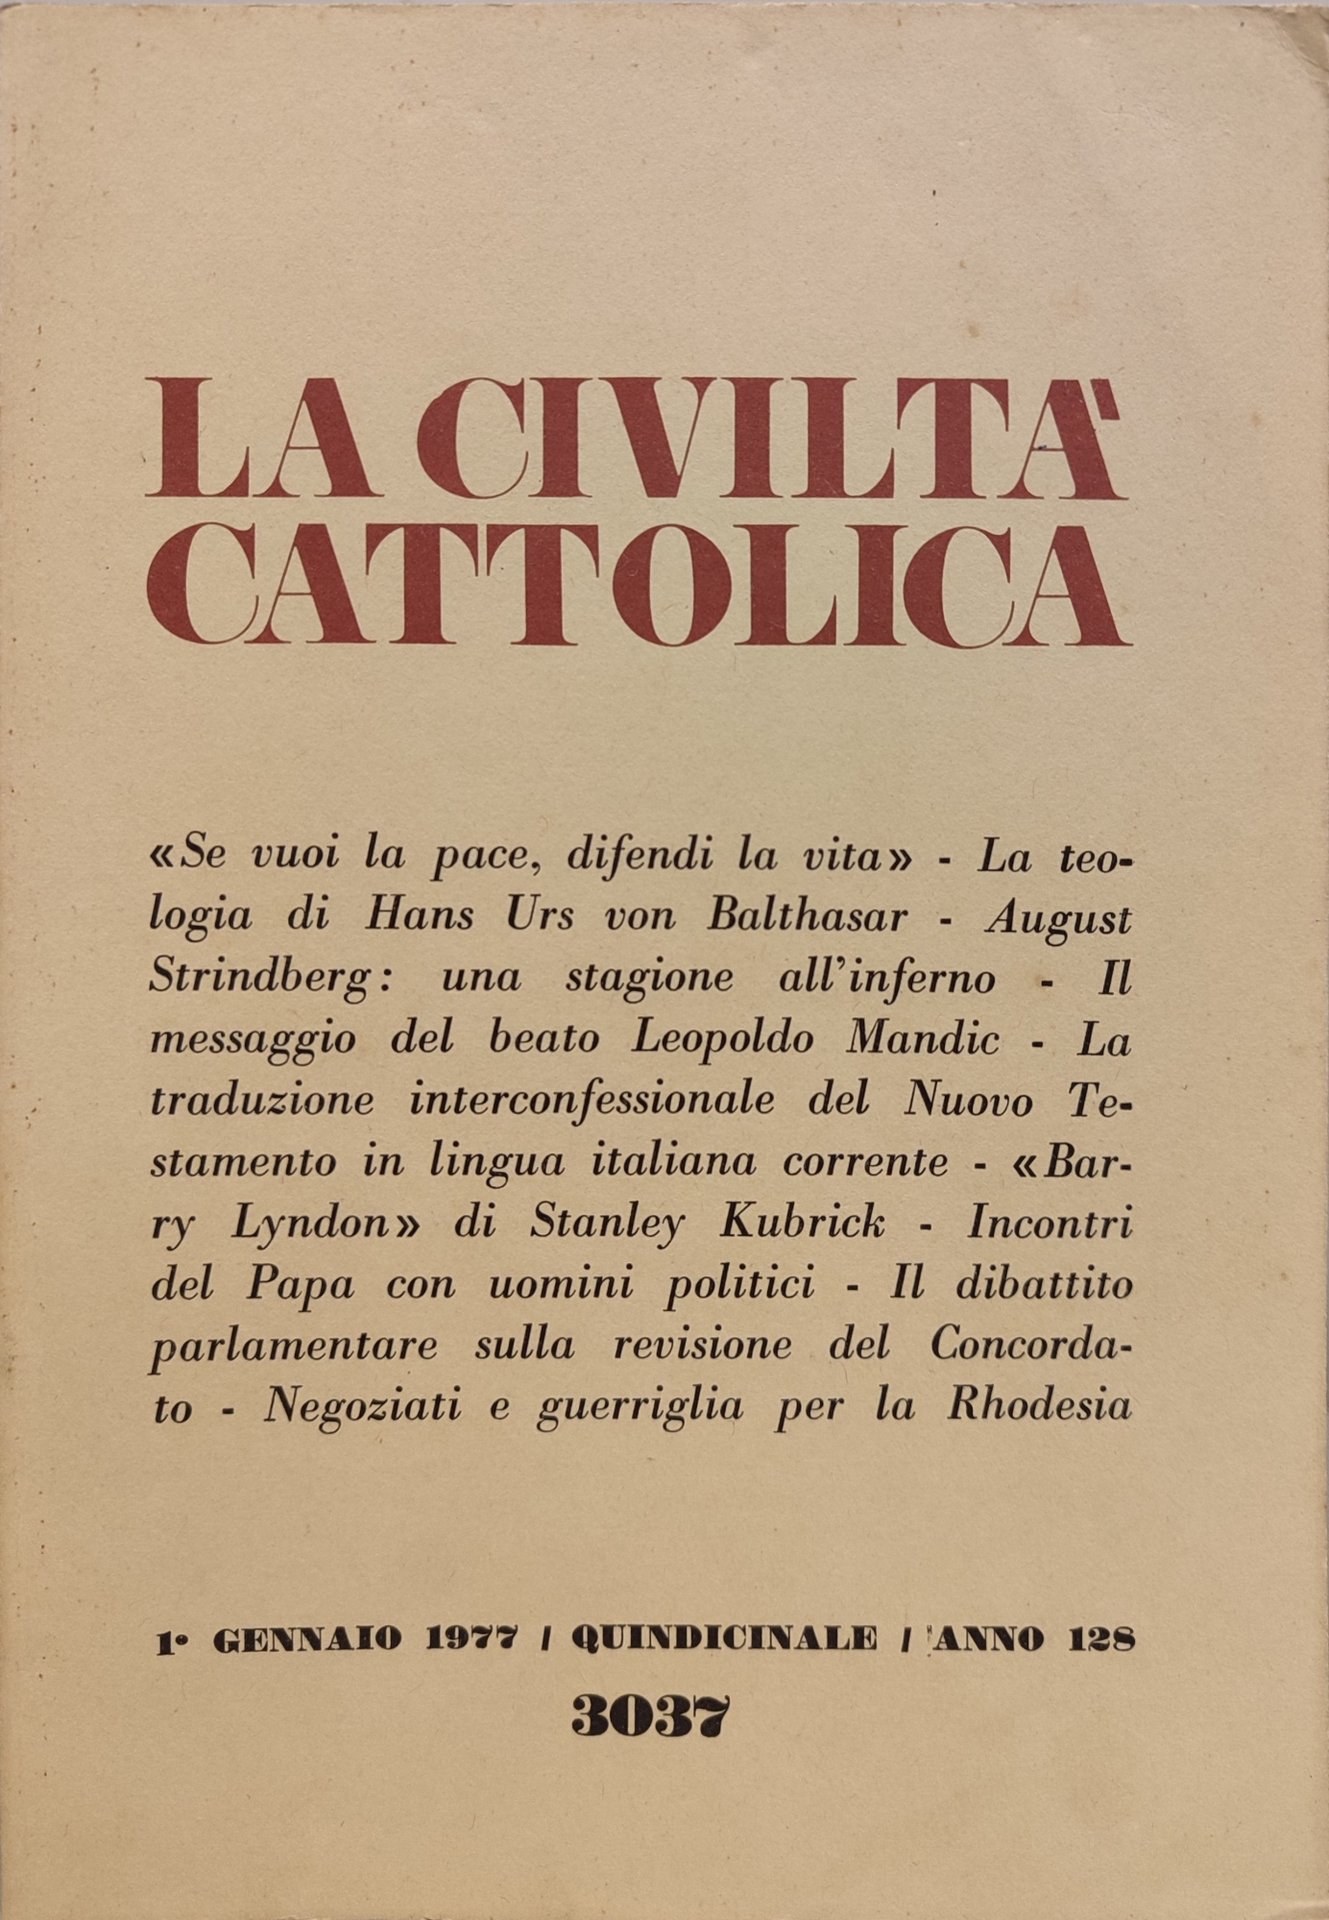 LA CIVILTA'
CATTOLICA
«Se vuoi la pace, difendi la vita» - La teo-
logia di Hans Urs von Balthasar - August
Strindberg: una stagione all'inferno - Il
messaggio del beato Leopoldo Mandic - La
traduzione interconfessionale del Nuovo Te-
stamento in lingua italiana corrente - «Bar-
ry Lyndon» di Stanley Kubrick - Incontri
del Papa con uomini politici - Il dibattito
parlamentare sulla revisione del Concorda-
to - Negoziati e guerriglia per la Rhodesia
1º GENNAIO 1977 / QUINDICINALE / ANNO 128
3037